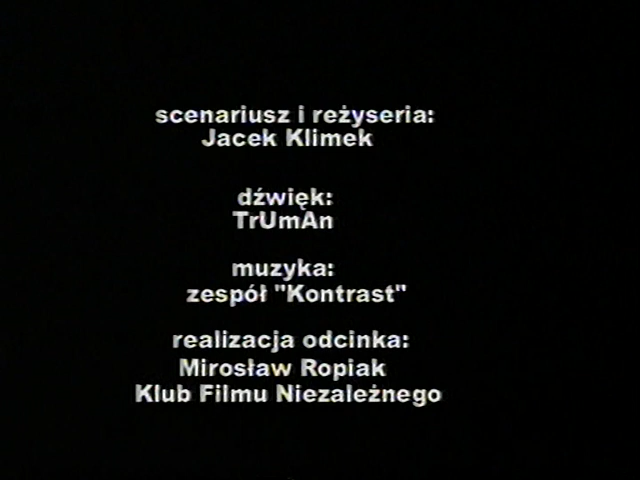 scenariusz i reżyseria:
Jacek Klimek
dźwięk:
TrUmAn
muzyka:
zespół "Kontrast"
realizacja odcinka:
Mirosław Ropiak
Klub Filmu Niezależnego